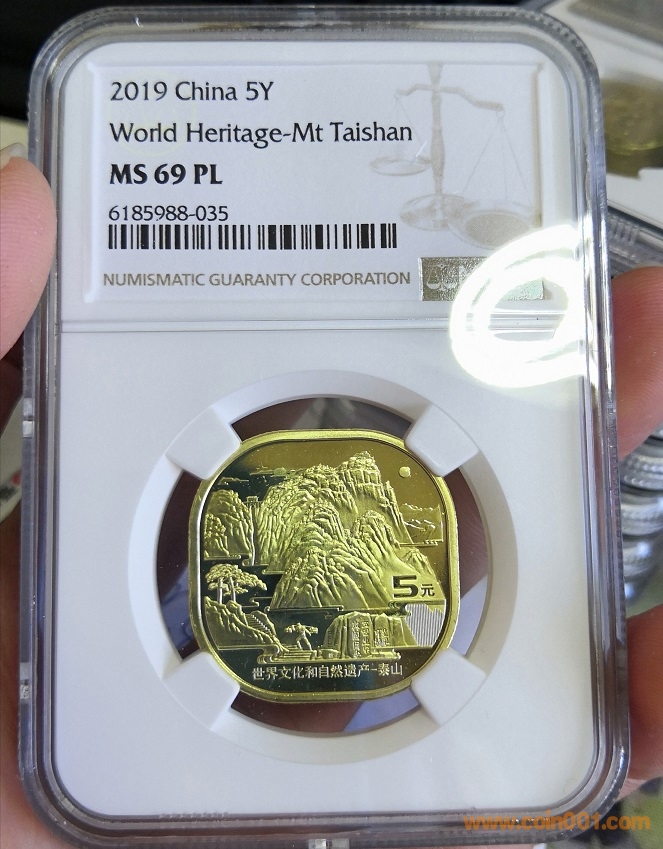 2019 China 5Y
World Heritage-Mt Taishan
MS 69 PL
6185988-035
NUMISMATIC GUARANTY CORPORATION
5元
世界文化和自然遗产-泰山
www.coin001.com